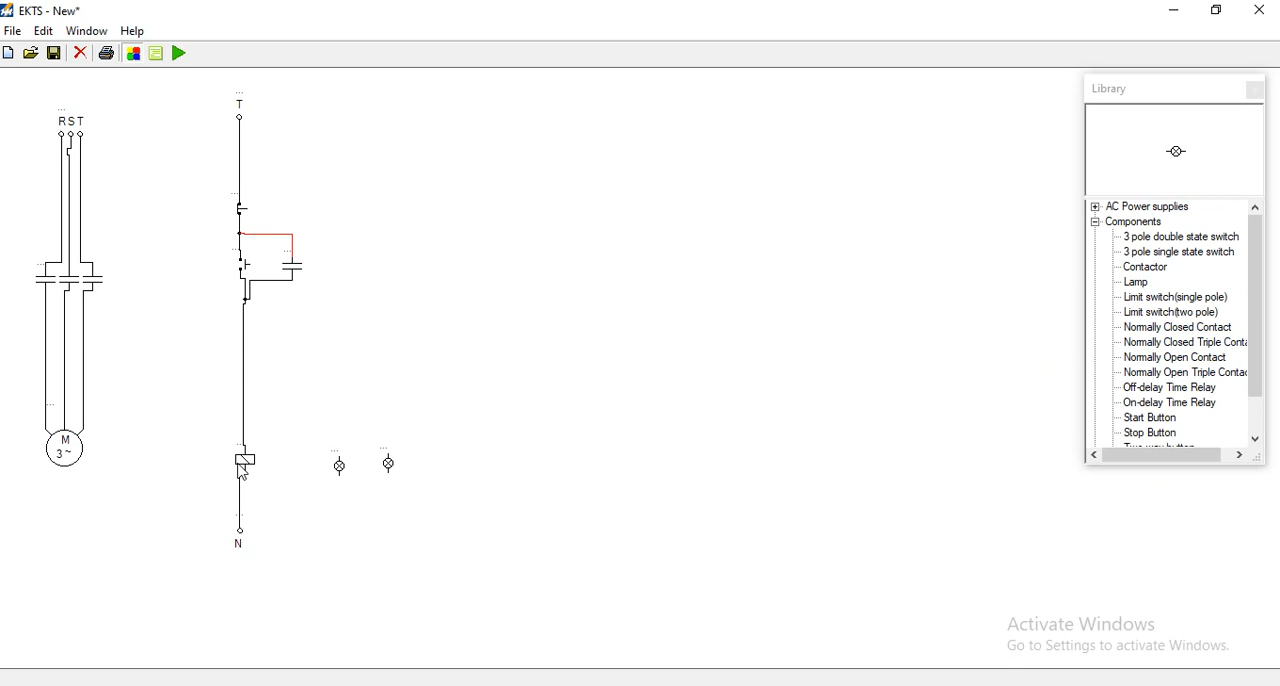 EKTS - New*
File Edit Window Help
R S T
T
M
3 ~
N
Library
AC Power supplies
Components
3 pole double state switch
3 pole single state switch
Contactor
Lamp
Limit switch(single pole)
Limit switch(two pole)
Normally Closed Contact
Normally Closed Triple Conta
Normally Open Contact
Normally Open Triple Contac
Off-delay Time Relay
On-delay Time Relay
Start Button
Stop Button
Activate Windows
Go to Settings to activate Windows.